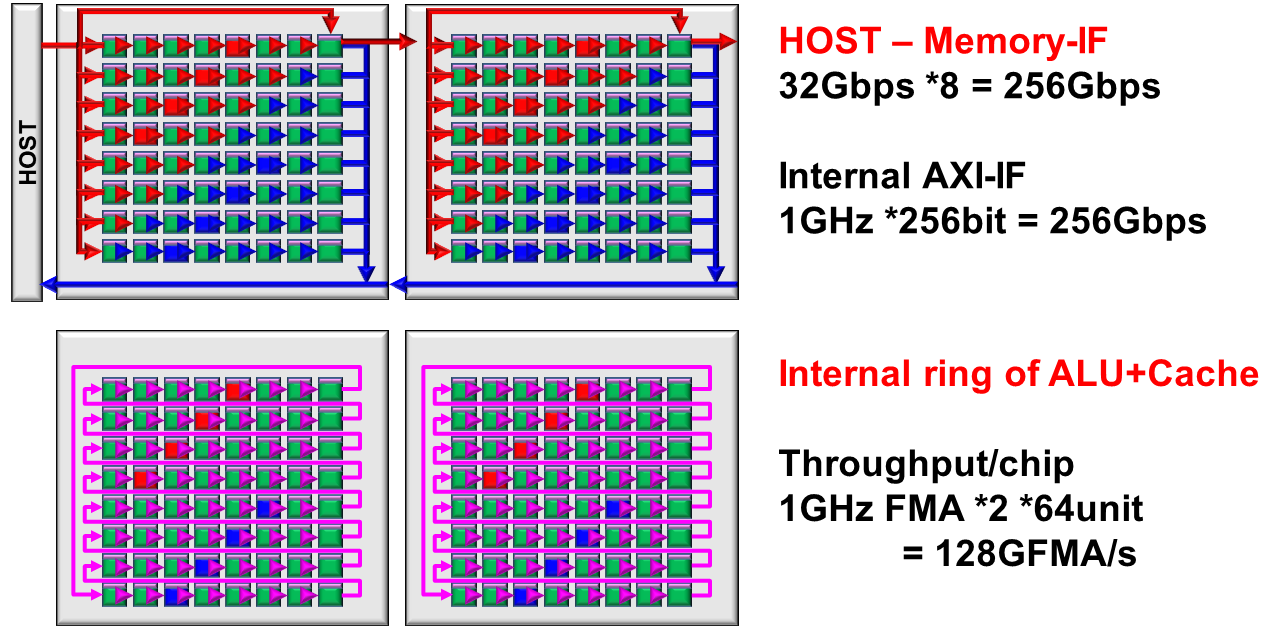 HOST
HOST – Memory-IF
32Gbps *8 = 256Gbps
Internal AXI-IF
1GHz *256bit = 256Gbps
Internal ring of ALU+Cache
Throughput/chip
1GHz FMA *2 *64unit
= 128GFMA/s